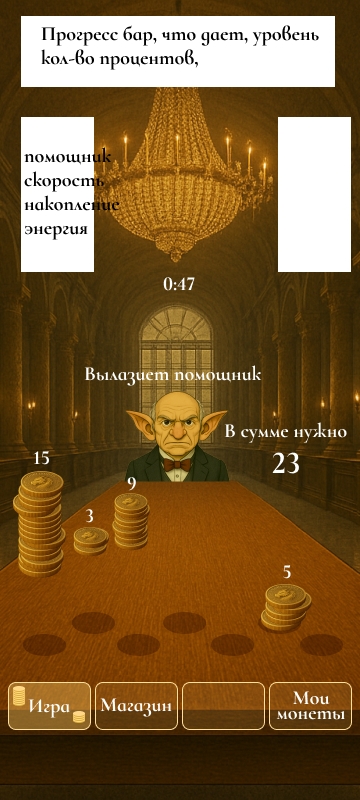 Прогресс бар, что дает, уровень
кол-во процентов,
помощник
скорость
накопление
энергия
0:47
Вылазиет помощник
В сумме нужно
23
15
9
3
5
Игра
Магазин
Мои
монеты